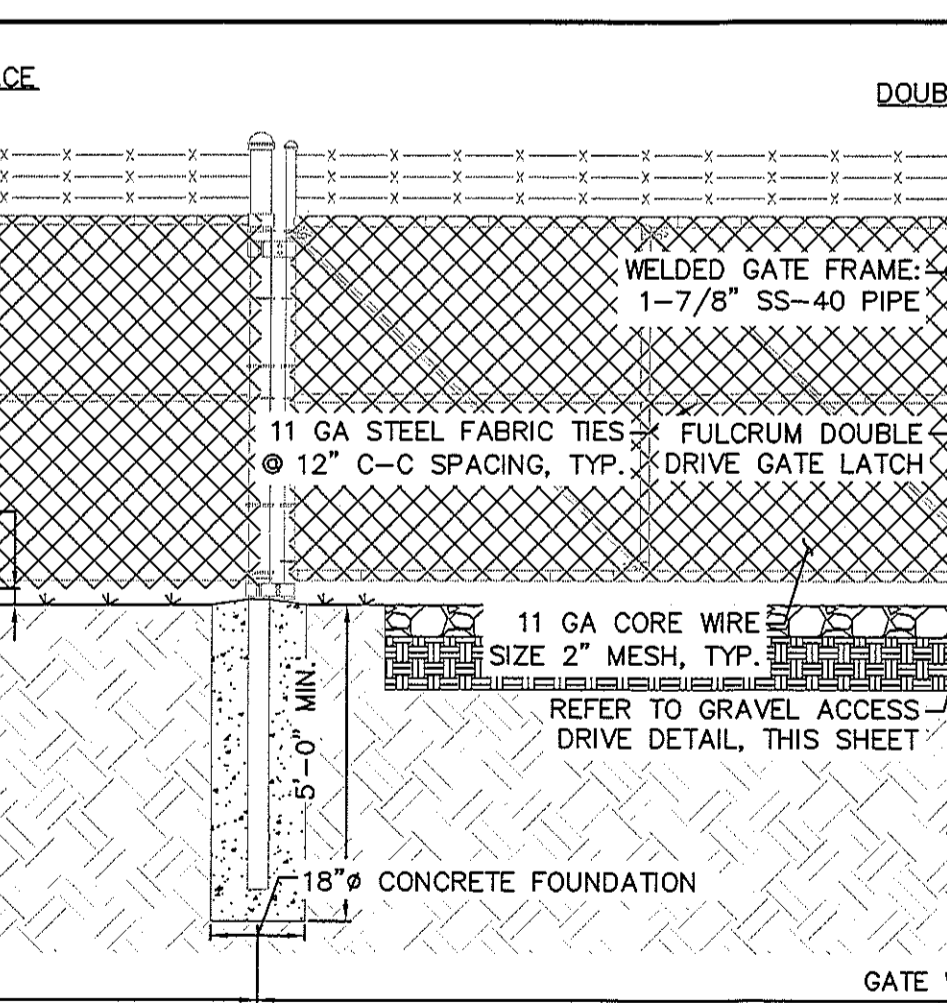 DOUB
WELDED GATE FRAME:
1-7/8" SS-40 PIPE
11 GA STEEL FABRIC TIES
@ 12" C-C SPACING, TYP.
FULCRUM DOUBLE
DRIVE GATE LATCH
11 GA CORE WIRE
SIZE 2" MESH, TYP.
REFER TO GRAVEL ACCESS
DRIVE DETAIL, THIS SHEET
5'-0" MIN.
18"ø CONCRETE FOUNDATION
GATE